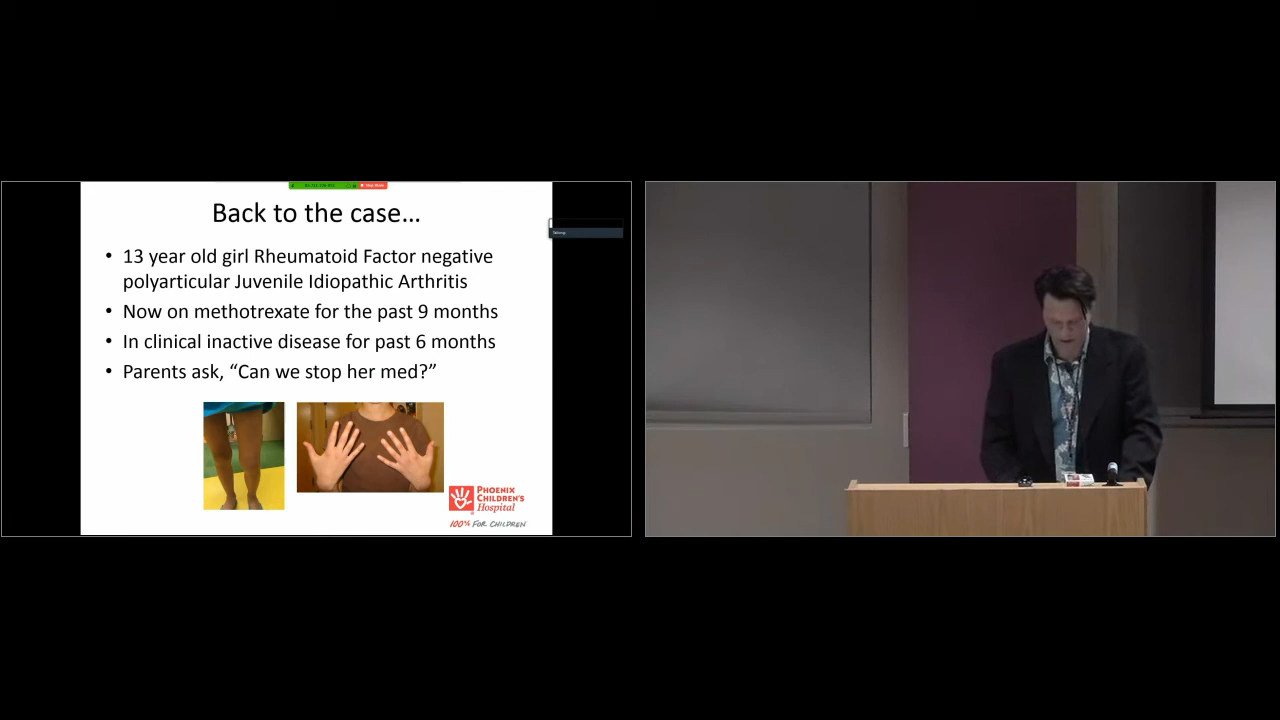 Back to the case…
• 13 year old girl Rheumatoid Factor negative
polyarticular Juvenile Idiopathic Arthritis
• Now on methotrexate for the past 9 months
• In clinical inactive disease for past 6 months
• Parents ask, “Can we stop her med?”
PHOENIX
CHILDREN'S
Hospital
100% FOR CHILDREN
Talking: